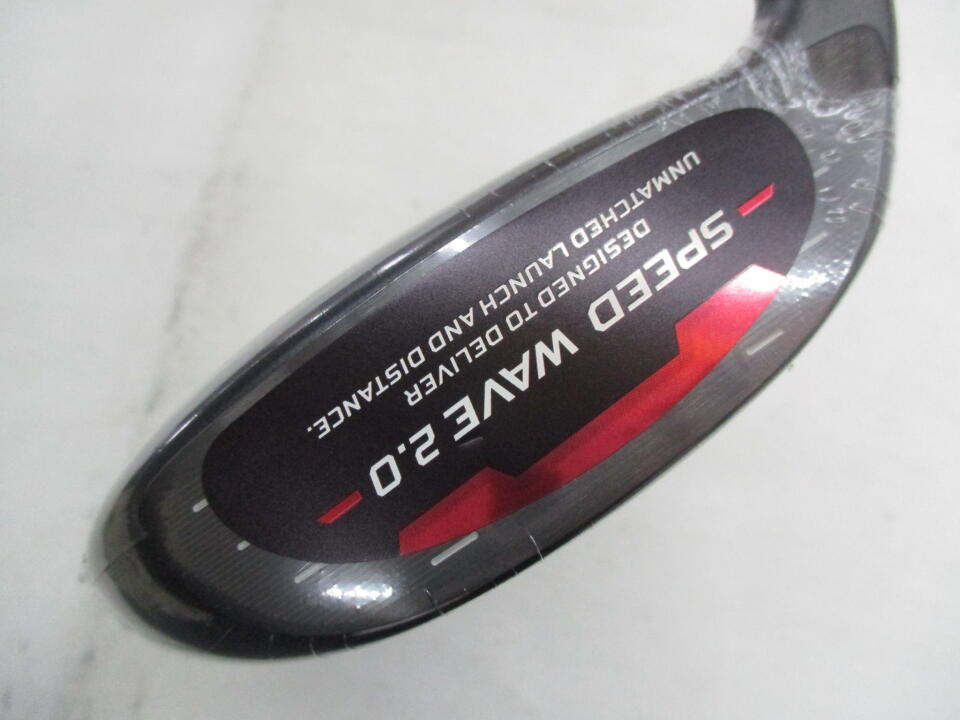 SPEED WAVE 2.0
DESIGNED TO DELIVER
UNMATCHED LAUNCH AND DISTANCE.